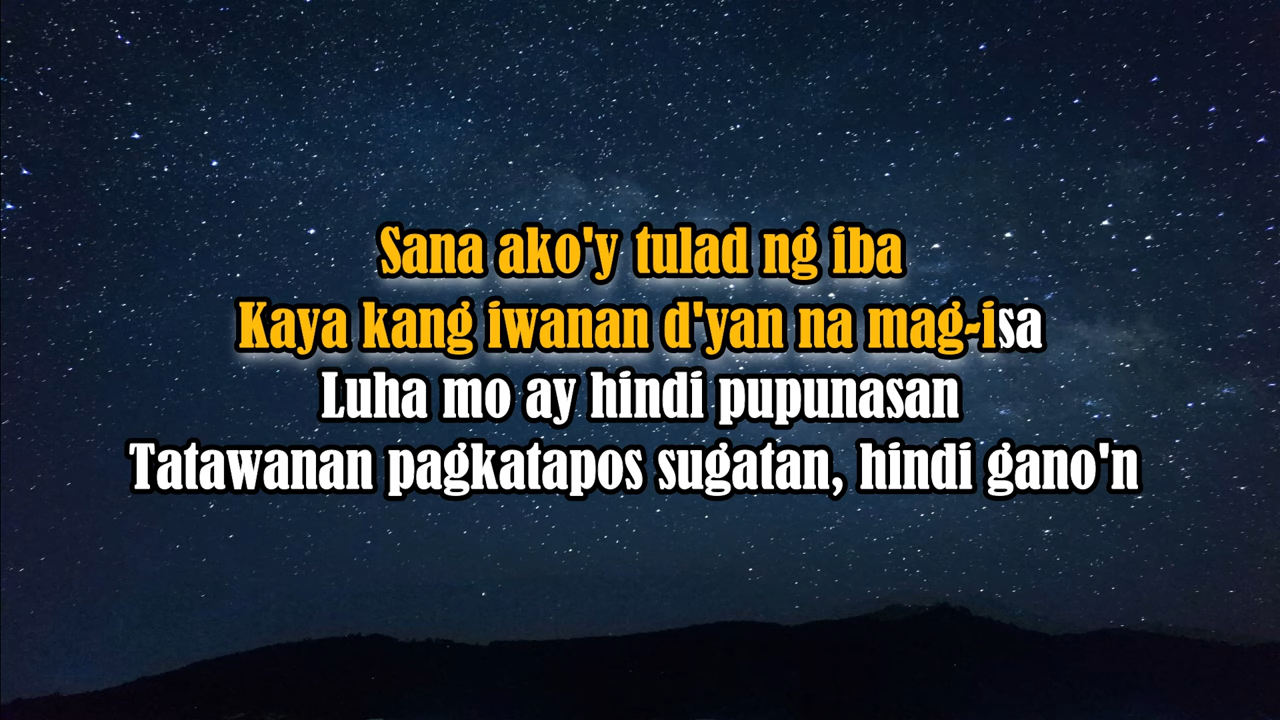 Sana ako'y tulad ng iba
Kaya kang iwanan d'yan na mag-isa
Luha mo ay hindi pupunasan
Tatawanan pagkatapos sugatan, hindi gano'n